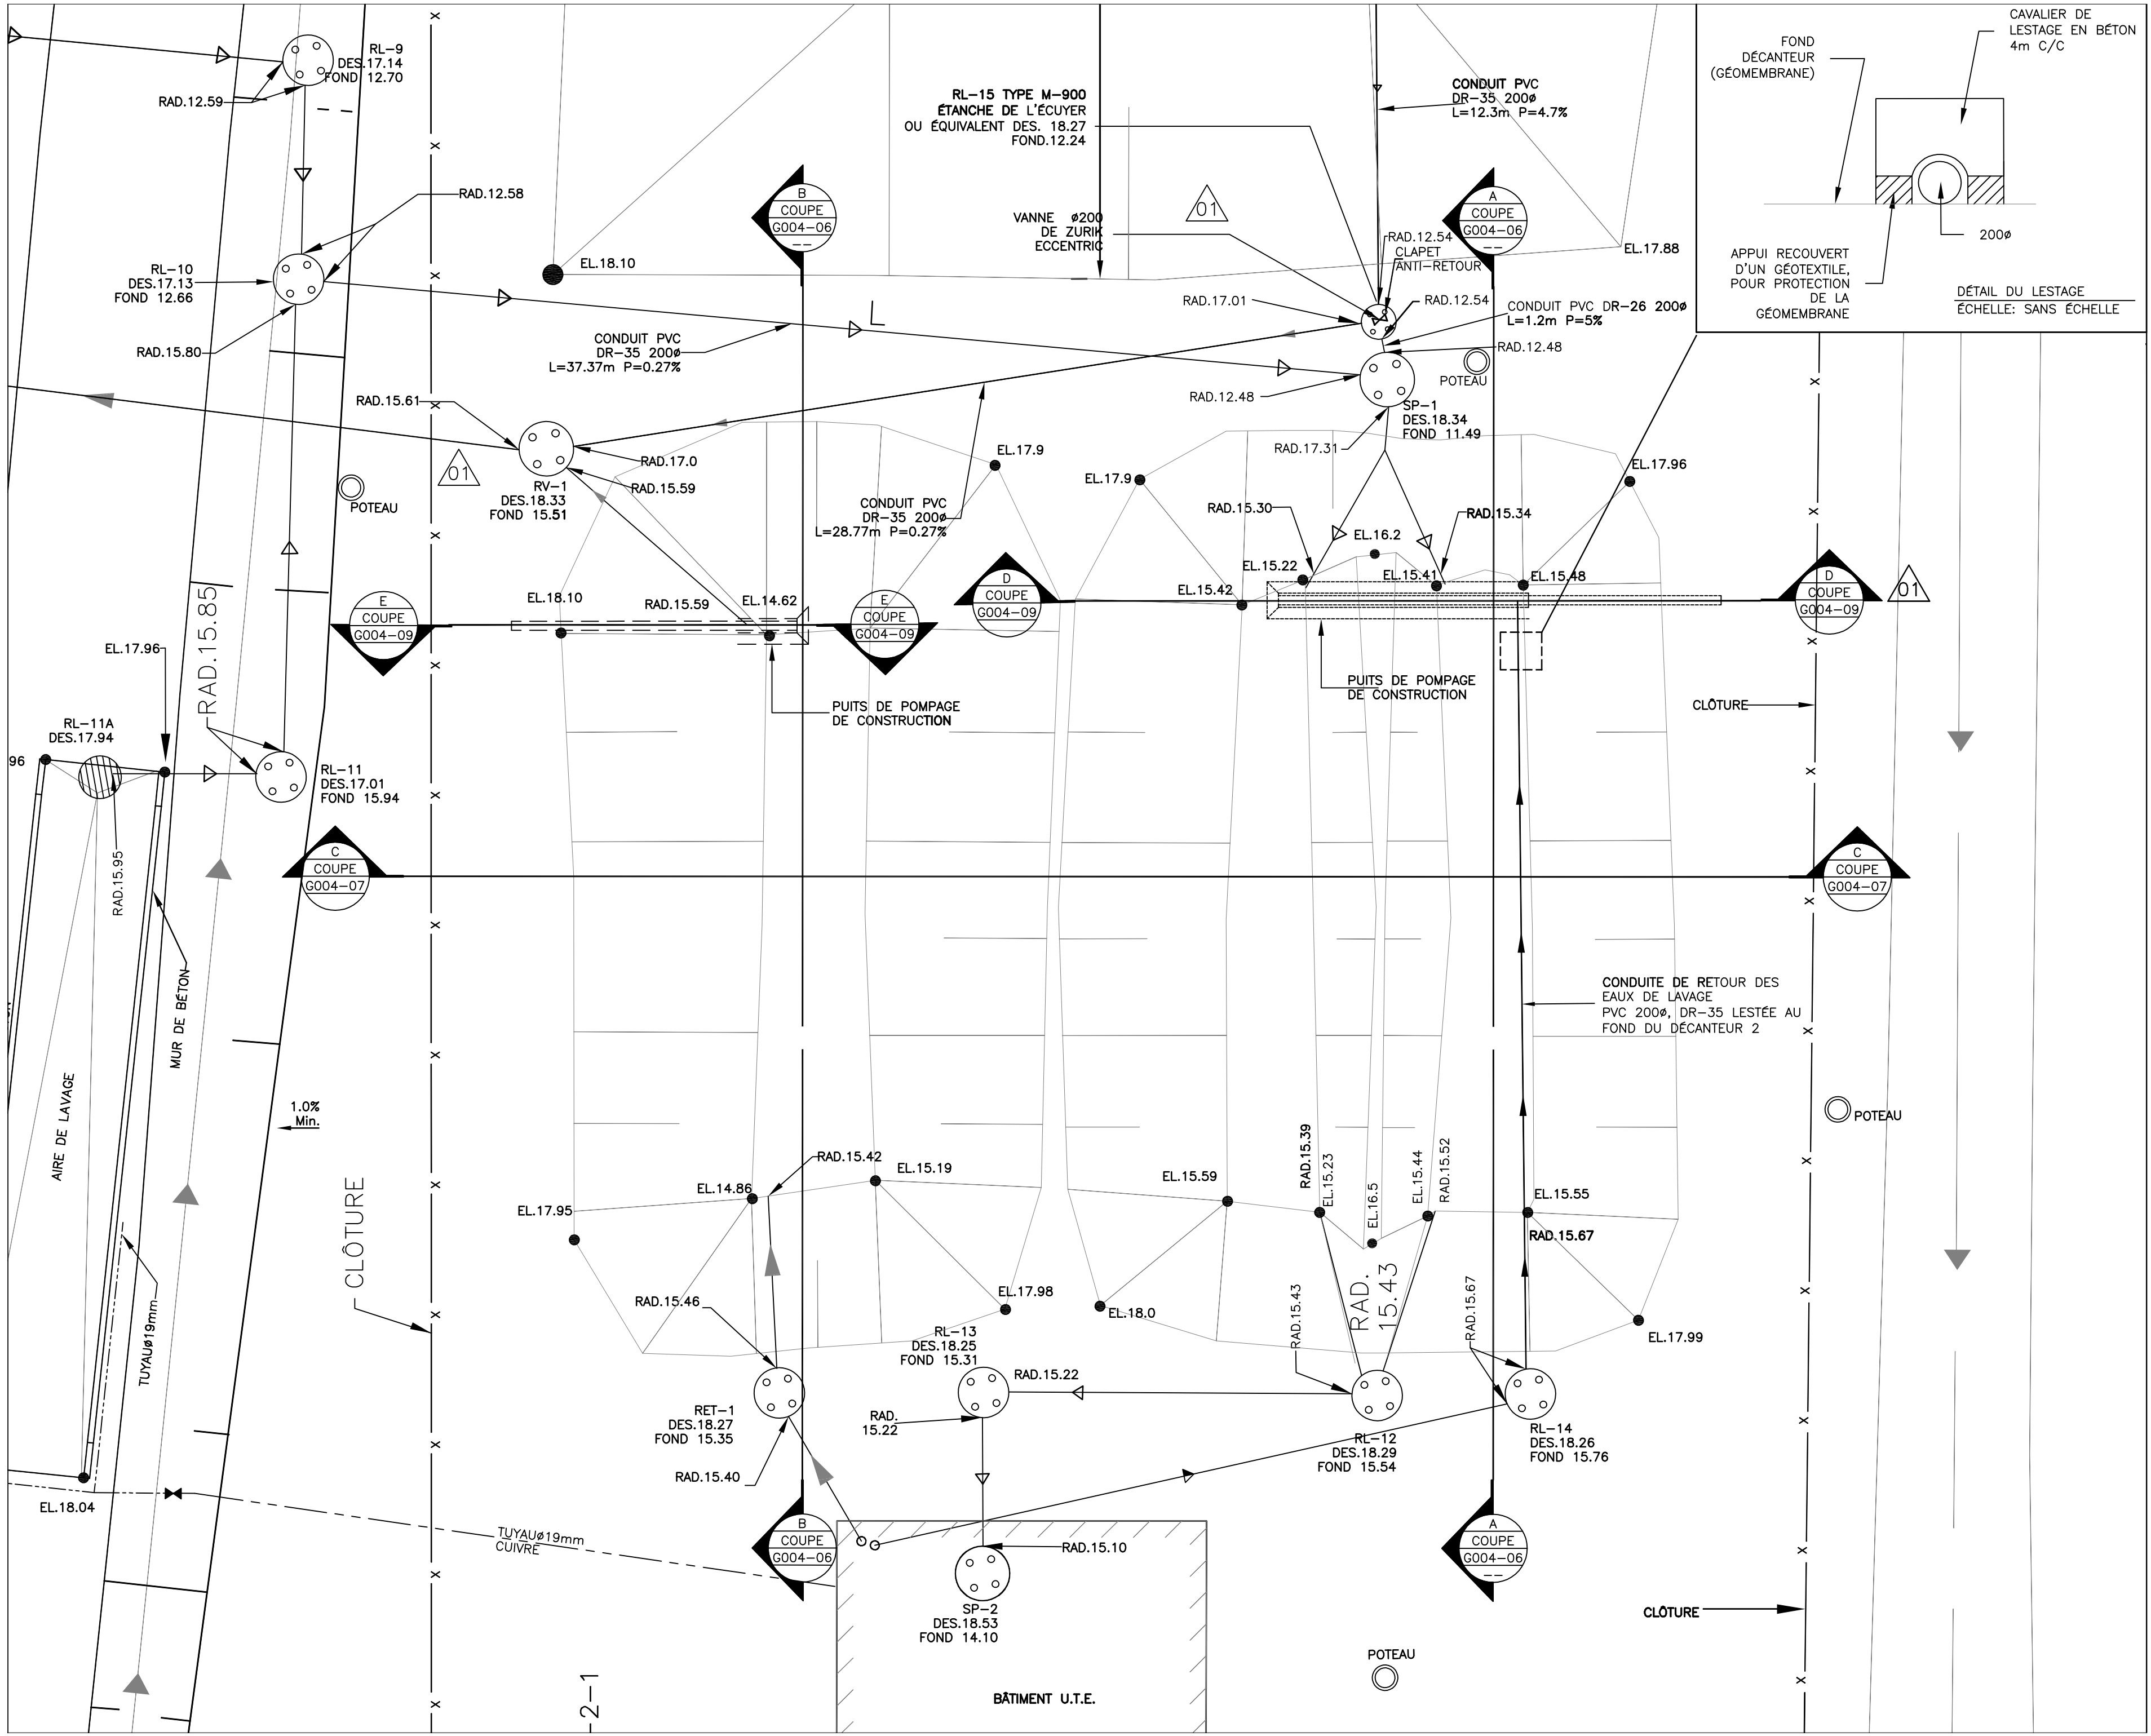 RL-9
DES.17.14
FOND 12.70
RAD.12.59
RAD.12.58
RL-10
DES.17.13
FOND 12.66
RAD.15.80
EL.18.10
B
COUPE
G004-06
--
RL-15 TYPE M-900
ÉTANCHE DE L'ÉCUYER
OU ÉQUIVALENT DES. 18.27
FOND.12.24
VANNE ø200
DE ZURIK
ECCENTRIC
01
CONDUIT PVC
DR-35 200ø
L=12.3m P=4.7%
A
COUPE
G004-06
--
EL.17.88
RAD.12.54
CLAPET
ANTI-RETOUR
RAD.17.01
RAD.12.54
CONDUIT PVC DR-26 200ø
L=1.2m P=5%
RAD.12.48
POTEAU
RAD.12.48
SP-1
DES.18.34
FOND 11.49
RAD.17.31
CAVALIER DE
LESTAGE EN BÉTON
4m C/C
FOND
DÉCANTEUR
(GÉOMEMBRANE)
200ø
APPUI RECOUVERT
D'UN GÉOTEXTILE,
POUR PROTECTION
DE LA
GÉOMEMBRANE
DÉTAIL DU LESTAGE
ÉCHELLE: SANS ÉCHELLE
CONDUIT PVC
DR-35 200ø
L=37.37m P=0.27%
RAD.15.61
01
POTEAU
RV-1
DES.18.33
FOND 15.51
RAD.17.0
RAD.15.59
CONDUIT PVC
DR-35 200ø
L=28.77m P=0.27%
EL.17.9
EL.17.9
EL.17.96
RAD.15.30
RAD.15.34
EL.16.2
EL.15.22
EL.15.41
EL.15.48
EL.15.42
D
COUPE
G004-09
D
COUPE
G004-09
01
E
COUPE
G004-09
EL.18.10
RAD.15.59
EL.14.62
E
COUPE
G004-09
PUITS DE POMPAGE
DE CONSTRUCTION
PUITS DE POMPAGE
DE CONSTRUCTION
CLÔTURE
RAD.15.85
EL.17.96
RL-11A
DES.17.94
96
RL-11
DES.17.01
FOND 15.94
RAD.15.95
C
COUPE
G004-07
C
COUPE
G004-07
MUR DE BÉTON
AIRE DE LAVAGE
1.0%
Min.
CLÔTURE
TUYAUø19mm
CONDUITE DE RETOUR DES
EAUX DE LAVAGE
PVC 200ø, DR-35 LESTÉE AU
FOND DU DÉCANTEUR 2
POTEAU
RAD.15.42
EL.15.19
EL.14.86
EL.17.95
EL.15.59
RAD.15.39
EL.15.23
EL.16.5
EL.15.44
RAD.15.52
EL.15.55
RAD.15.67
RAD.15.46
EL.17.98
EL.18.0
RAD.15.43
RAD.
15.43
RAD.15.67
EL.17.99
RL-13
DES.18.25
FOND 15.31
RAD.15.22
RET-1
DES.18.27
FOND 15.35
RAD.
15.22
RAD.15.40
RL-12
DES.18.29
FOND 15.54
RL-14
DES.18.26
FOND 15.76
EL.18.04
TUYAUø19mm
CUIVRE
B
COUPE
G004-06
A
COUPE
G004-06
--
RAD.15.10
SP-2
DES.18.53
FOND 14.10
CLÔTURE
POTEAU
BÂTIMENT U.T.E.
2-1